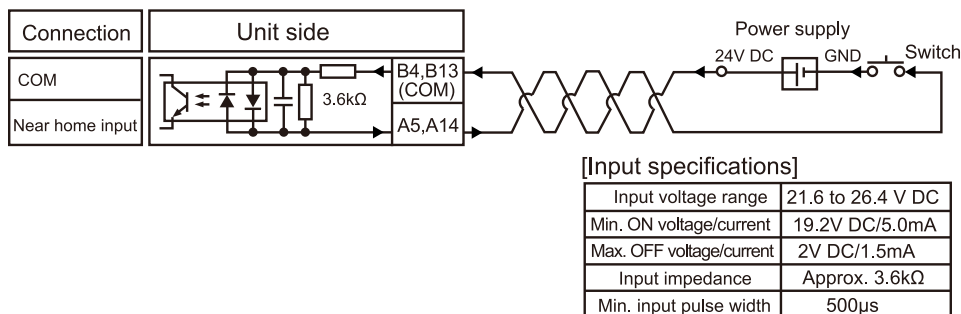 Connection
Unit side
Power supply
24V DC
GND
Switch
COM
B4,B13
(COM)
3.6kΩ
Near home input
A5,A14
[Input specifications]
Input voltage range 21.6 to 26.4 V DC
Min. ON voltage/current 19.2V DC/5.0mA
Max. OFF voltage/current 2V DC/1.5mA
Input impedance Approx. 3.6kΩ
Min. input pulse width 500µs